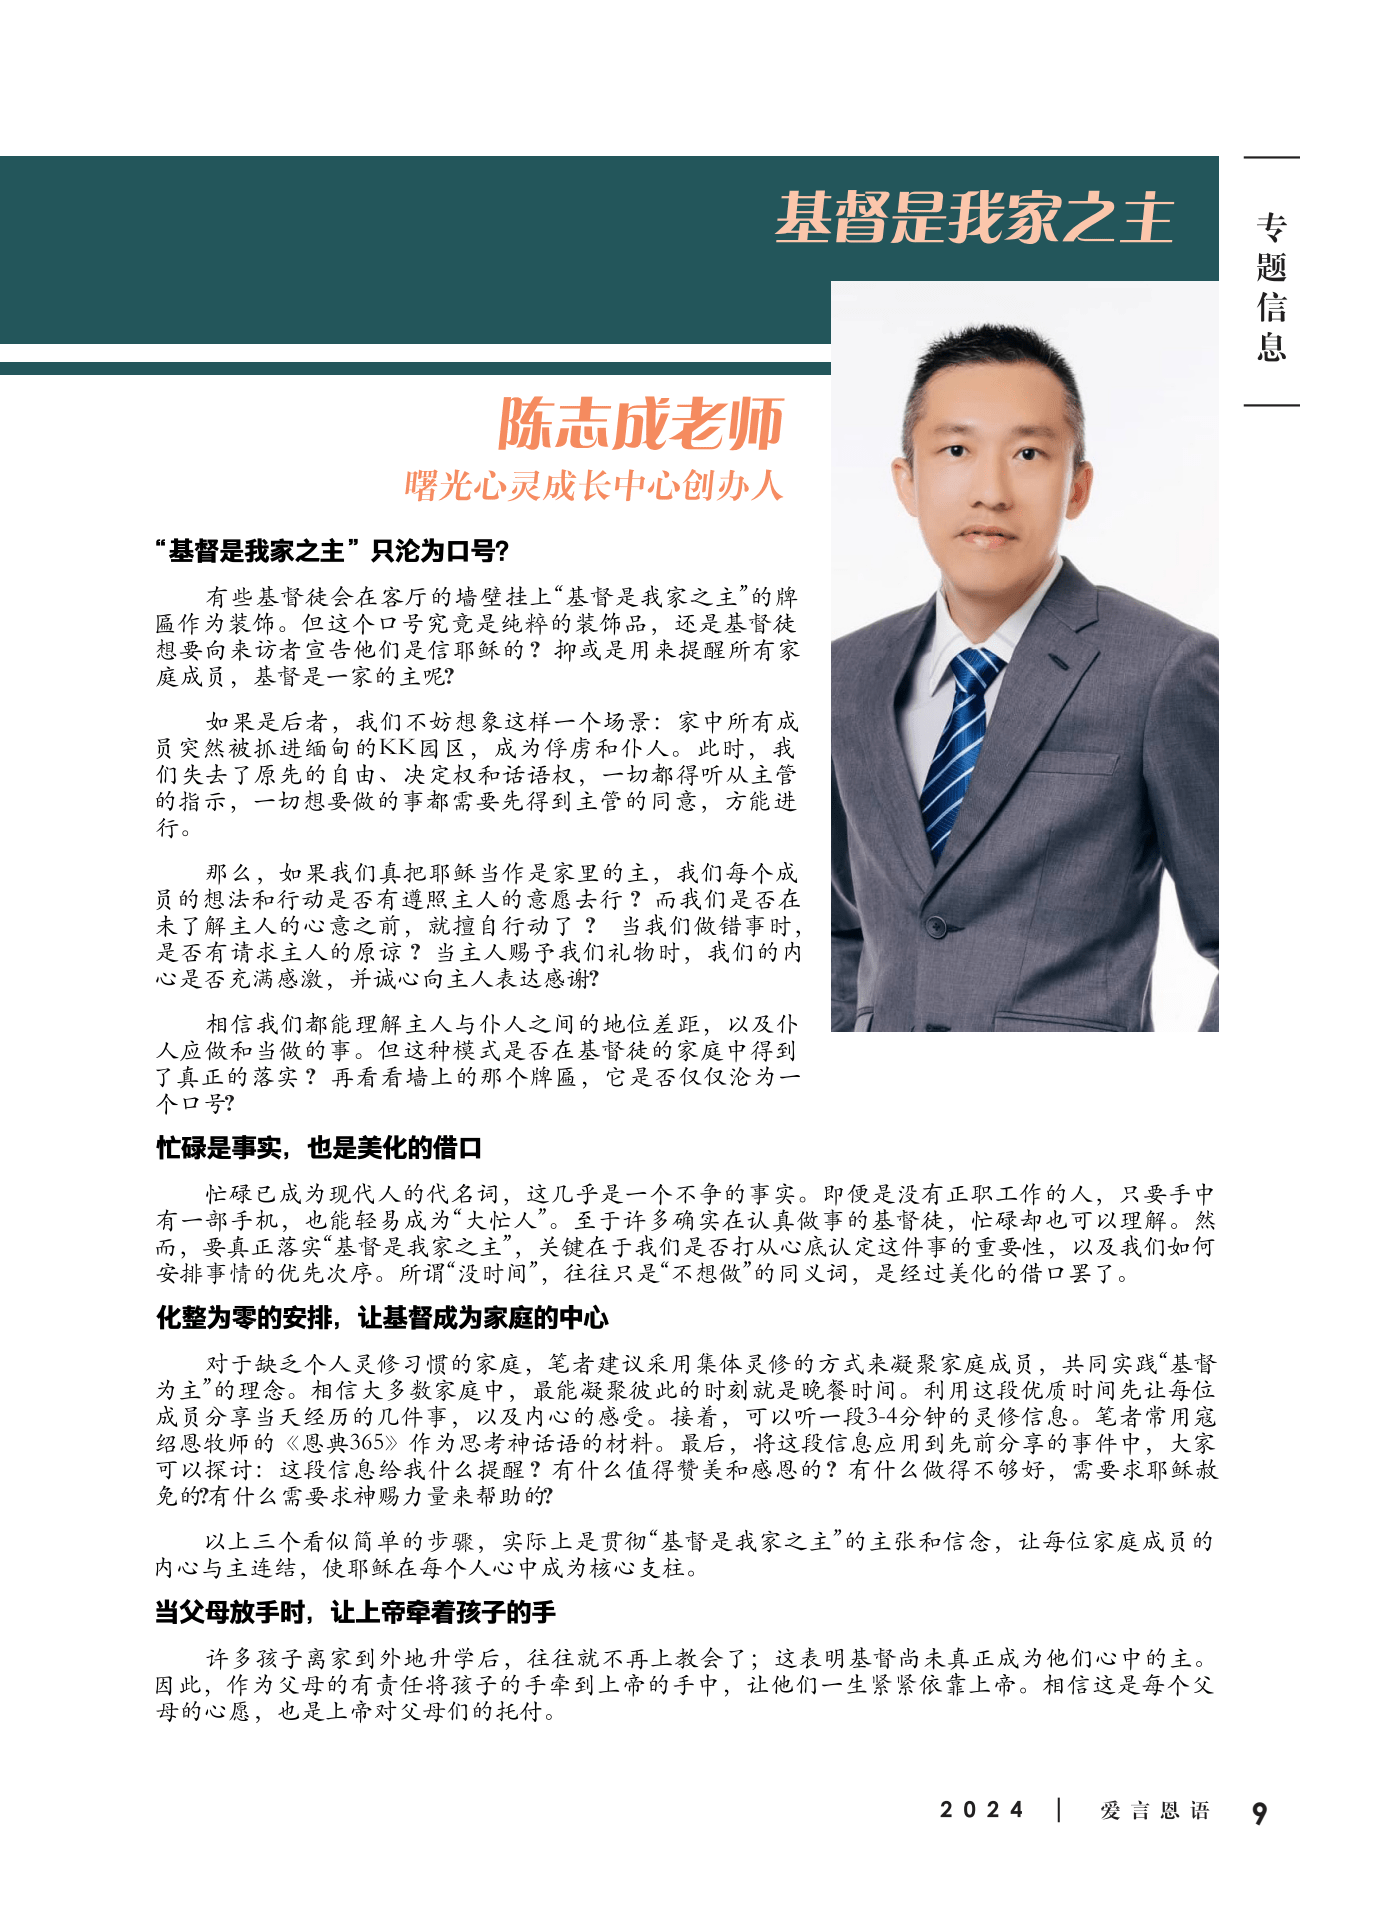 基督是我家之主
专题信息
陈志成老师
曙光心灵成长中心创办人
“基督是我家之主”只沦为口号？
有些基督徒会在客厅的墙壁挂上“基督是我家之主”的牌
匾作为装饰。但这个口号究竟是纯粹的装饰品，还是基督徒
想要向来访者宣告他们是信耶稣的？抑或是用来提醒所有家
庭成员，基督是一家的主呢?
如果是后者，我们不妨想象这样一个场景：家中所有成
员突然被抓进缅甸的KK园区，成为俘虏和仆人。此时，我
们失去了原先的自由、决定权和话语权，一切都得听从主管
的指示，一切想要做的事都需要先得到主管的同意，方能进
行。
那么，如果我们真把耶稣当作是家里的主，我们每个成
员的想法和行动是否有遵照主人的意愿去行？而我们是否在
未了解主人的心意之前，就擅自行动了？ 当我们做错事时，
是否有请求主人的原谅？当主人赐予我们礼物时，我们的内
心是否充满感激，并诚心向主人表达感谢?
相信我们都能理解主人与仆人之间的地位差距，以及仆
人应做和当做的事。但这种模式是否在基督徒的家庭中得到
了真正的落实？再看看墙上的那个牌匾，它是否仅仅沦为一
个口号?
忙碌是事实，也是美化的借口
忙碌已成为现代人的代名词，这几乎是一个不争的事实。即便是没有正职工作的人，只要手中
有一部手机，也能轻易成为“大忙人”。至于许多确实在认真做事的基督徒，忙碌却也可以理解。然
而，要真正落实“基督是我家之主”，关键在于我们是否打从心底认定这件事的重要性，以及我们如何
安排事情的优先次序。所谓“没时间”，往往只是“不想做”的同义词，是经过美化的借口罢了。
化整为零的安排，让基督成为家庭的中心
对于缺乏个人灵修习惯的家庭，笔者建议采用集体灵修的方式来凝聚家庭成员，共同实践“基督
为主”的理念。相信大多数家庭中，最能凝聚彼此的时刻就是晚餐时间。利用这段优质时间先让每位
成员分享当天经历的几件事，以及内心的感受。接着，可以听一段3-4分钟的灵修信息。笔者常用寇
绍恩牧师的《恩典365》作为思考神话语的材料。最后，将这段信息应用到先前分享的事件中，大家
可以探讨：这段信息给我什么提醒？有什么值得赞美和感恩的？有什么做得不够好，需要求耶稣赦
免的?有什么需要求神赐力量来帮助的?
以上三个看似简单的步骤，实际上是贯彻“基督是我家之主”的主张和信念，让每位家庭成员的
内心与主连结，使耶稣在每个人心中成为核心支柱。
当父母放手时，让上帝牵着孩子的手
许多孩子离家到外地升学后，往往就不再上教会了；这表明基督尚未真正成为他们心中的主。
因此，作为父母的有责任将孩子的手牵到上帝的手中，让他们一生紧紧依靠上帝。相信这是每个父
母的心愿，也是上帝对父母们的托付。
2024 | 爱言恩语 9